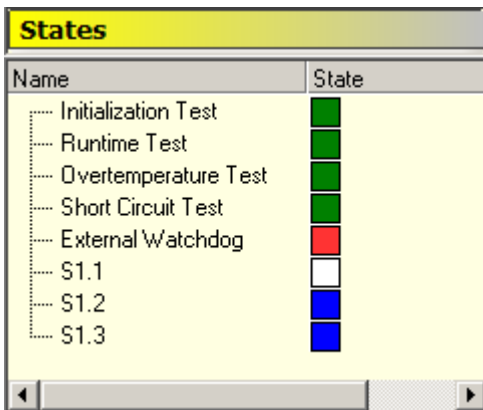 States
Name State
Initialization Test
Runtime Test
Overtemperature Test
Short Circuit Test
External Watchdog
S1.1
S1.2
S1.3